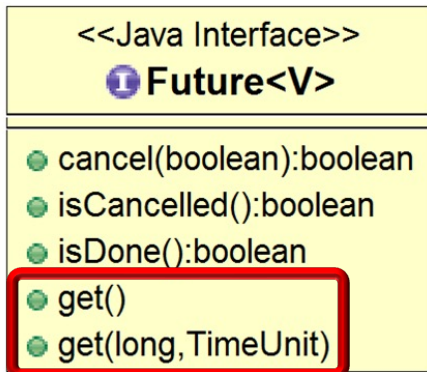 <<Java Interface>>
I Future<V>
cancel(boolean):boolean
isCancelled():boolean
isDone():boolean
get()
get(long,TimeUnit)